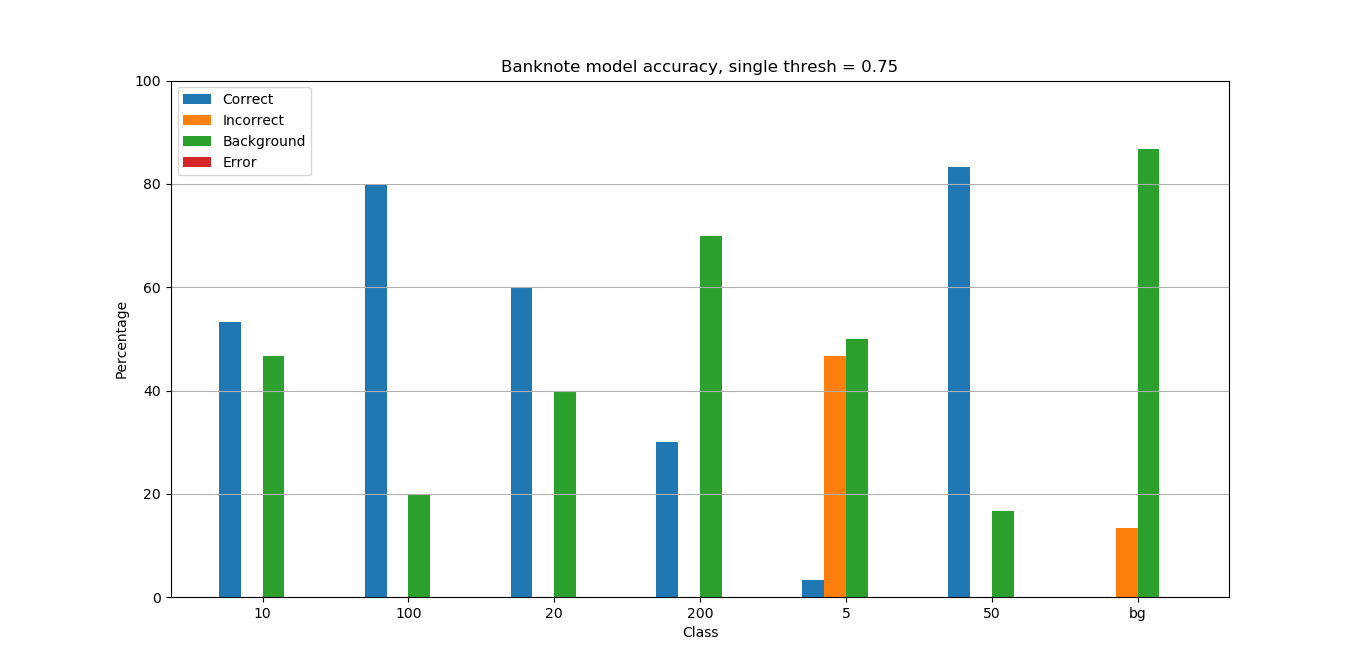 Banknote model accuracy, single thresh = 0.75
Correct
Incorrect
Background
Error
Percentage
100
80
60
40
20
0
10 100 20 200 5 50 bg
Class